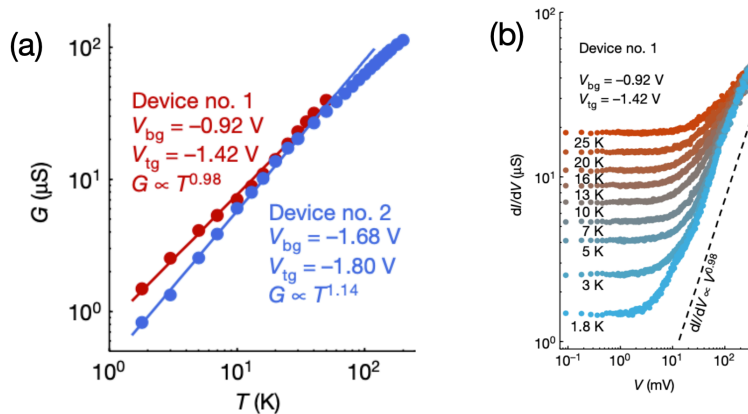 (a)
10²
10¹
10⁰
G (μS)
Device no. 1
V_bg = −0.92 V
V_tg = −1.42 V
G ∝ T^0.98
Device no. 2
V_bg = −1.68 V
V_tg = −1.80 V
G ∝ T^1.14
10⁰ 10¹ 10²
T (K)
(b)
10²
10¹
10⁰
dI/dV (μS)
Device no. 1
V_bg = −0.92 V
V_tg = −1.42 V
25 K
20 K
16 K
13 K
10 K
7 K
5 K
3 K
1.8 K
dI/dV ∝ V^0.98
10⁻¹ 10⁰ 10¹ 10²
V (mV)